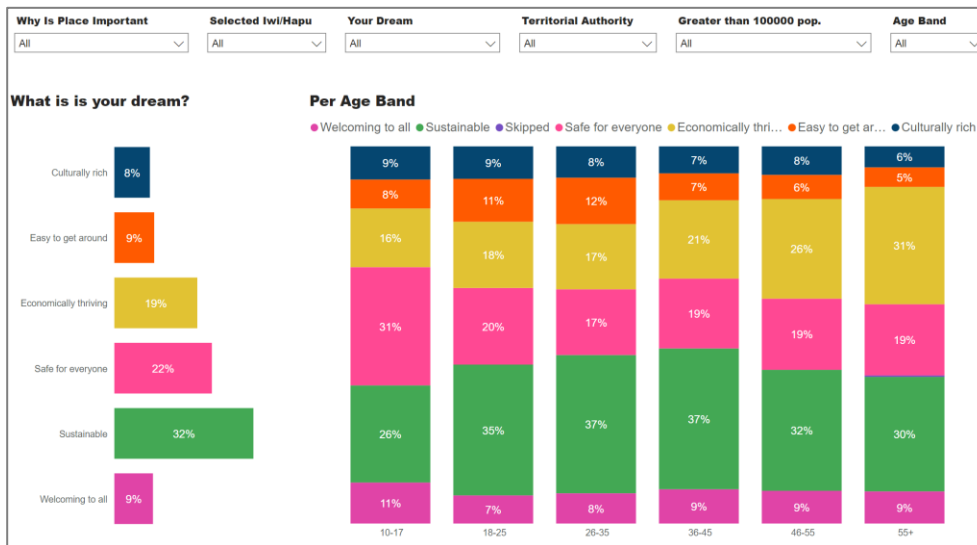 Why Is Place Important Selected Iwi/Hapu Your Dream Territorial Authority Greater than 100000 pop. Age Band
All All All All All All
What is is your dream?
Culturally rich 8%
Easy to get around 9%
Economically thriving 19%
Safe for everyone 22%
Sustainable 32%
Welcoming to all 9%
Per Age Band
Welcoming to all Sustainable Skipped Safe for everyone Economically thri... Easy to get ar... Culturally rich
9% 9% 8% 7% 8% 6%
8% 11% 12% 7% 6% 5%
16% 18% 17% 21% 26% 31%
31% 20% 17% 19% 19% 19%
26% 35% 37% 37% 32% 30%
11% 7% 8% 9% 9% 9%
10-17 18-25 26-35 36-45 46-55 55+